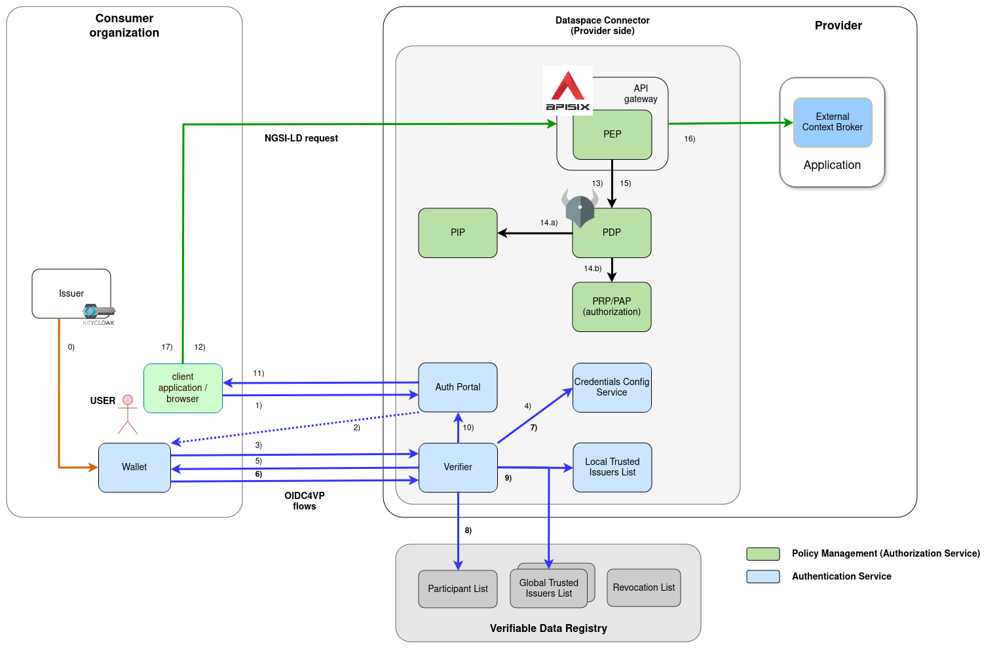 Consumer
organization
Dataspace Connector
(Provider side)
Provider
APISIX
API
gateway
PEP
External
Context Broker
Application
NGSI-LD request
16)
13)
15)
14.a)
PIP
PDP
14.b)
PRP/PAP
(authorization)
Issuer
KEYCLOAK
0)
17)
12)
client
application /
browser
USER
11)
1)
2)
Auth Portal
Credentials Config
Service
4)
7)
10)
3)
5)
6)
Wallet
Verifier
Local Trusted
Issuers List
9)
OIDC4VP
flows
8)
Participant List
Global Trusted
Issuers List
Revocation List
Verifiable Data Registry
Policy Management (Authorization Service)
Authentication Service